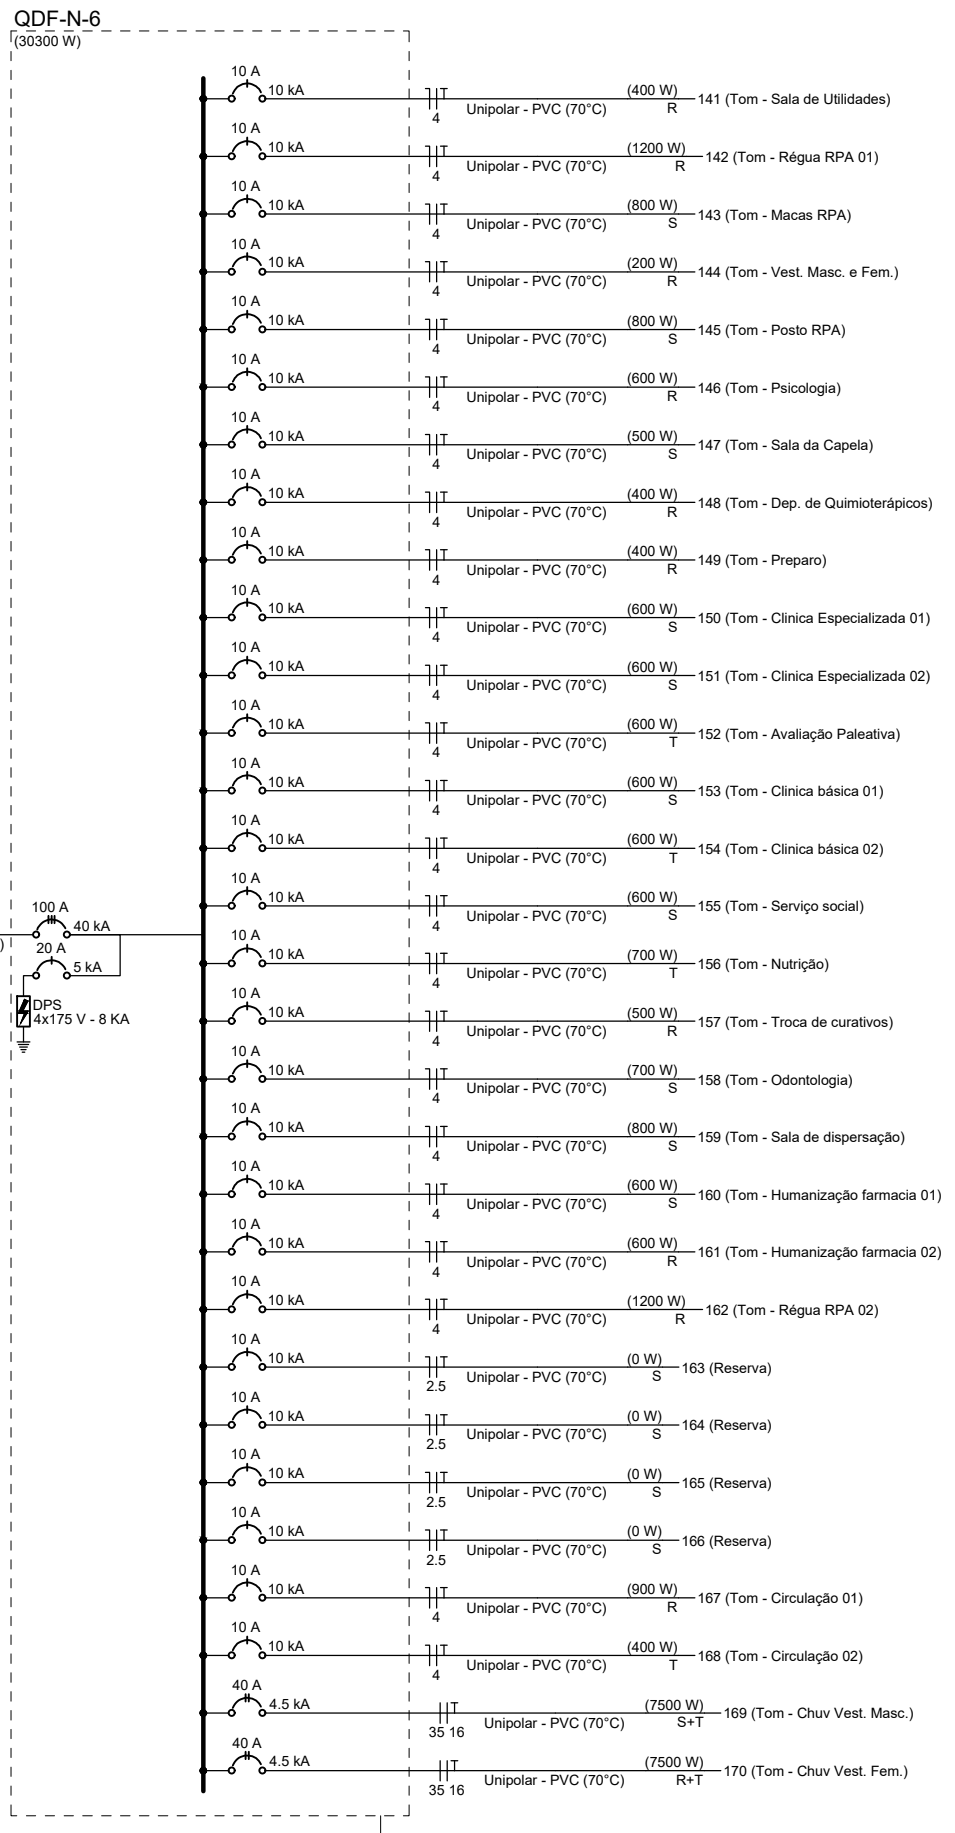 QDF-N-6
(30300 W)
10 A
10 kA
T
4
Unipolar - PVC (70°C)
(400 W)
R
141 (Tom - Sala de Utilidades)
10 A
10 kA
T
4
Unipolar - PVC (70°C)
(1200 W)
R
142 (Tom - Régua RPA 01)
10 A
10 kA
T
4
Unipolar - PVC (70°C)
(800 W)
S
143 (Tom - Macas RPA)
10 A
10 kA
T
4
Unipolar - PVC (70°C)
(200 W)
R
144 (Tom - Vest. Masc. e Fem.)
10 A
10 kA
T
4
Unipolar - PVC (70°C)
(800 W)
S
145 (Tom - Posto RPA)
10 A
10 kA
T
4
Unipolar - PVC (70°C)
(600 W)
R
146 (Tom - Psicologia)
10 A
10 kA
T
4
Unipolar - PVC (70°C)
(500 W)
S
147 (Tom - Sala da Capela)
10 A
10 kA
T
4
Unipolar - PVC (70°C)
(400 W)
R
148 (Tom - Dep. de Quimioterápicos)
10 A
10 kA
T
4
Unipolar - PVC (70°C)
(400 W)
R
149 (Tom - Preparo)
10 A
10 kA
T
4
Unipolar - PVC (70°C)
(600 W)
S
150 (Tom - Clinica Especializada 01)
10 A
10 kA
T
4
Unipolar - PVC (70°C)
(600 W)
S
151 (Tom - Clinica Especializada 02)
10 A
10 kA
T
4
Unipolar - PVC (70°C)
(600 W)
T
152 (Tom - Avaliação Paleativa)
10 A
10 kA
T
4
Unipolar - PVC (70°C)
(600 W)
S
153 (Tom - Clinica básica 01)
10 A
10 kA
T
4
Unipolar - PVC (70°C)
(600 W)
T
154 (Tom - Clinica básica 02)
10 A
10 kA
T
4
Unipolar - PVC (70°C)
(600 W)
S
155 (Tom - Serviço social)
100 A
40 kA
)
20 A
5 kA
DPS
4x175 V - 8 KA
10 A
10 kA
T
4
Unipolar - PVC (70°C)
(700 W)
T
156 (Tom - Nutrição)
10 A
10 kA
T
4
Unipolar - PVC (70°C)
(500 W)
R
157 (Tom - Troca de curativos)
10 A
10 kA
T
4
Unipolar - PVC (70°C)
(700 W)
S
158 (Tom - Odontologia)
10 A
10 kA
T
4
Unipolar - PVC (70°C)
(800 W)
S
159 (Tom - Sala de dispersação)
10 A
10 kA
T
4
Unipolar - PVC (70°C)
(600 W)
S
160 (Tom - Humanização farmacia 01)
10 A
10 kA
T
4
Unipolar - PVC (70°C)
(600 W)
R
161 (Tom - Humanização farmacia 02)
10 A
10 kA
T
4
Unipolar - PVC (70°C)
(1200 W)
R
162 (Tom - Régua RPA 02)
10 A
10 kA
T
2.5
Unipolar - PVC (70°C)
(0 W)
S
163 (Reserva)
10 A
10 kA
T
2.5
Unipolar - PVC (70°C)
(0 W)
S
164 (Reserva)
10 A
10 kA
T
2.5
Unipolar - PVC (70°C)
(0 W)
S
165 (Reserva)
10 A
10 kA
T
2.5
Unipolar - PVC (70°C)
(0 W)
S
166 (Reserva)
10 A
10 kA
T
4
Unipolar - PVC (70°C)
(900 W)
R
167 (Tom - Circulação 01)
10 A
10 kA
T
4
Unipolar - PVC (70°C)
(400 W)
T
168 (Tom - Circulação 02)
40 A
4.5 kA
T
35 16
Unipolar - PVC (70°C)
(7500 W)
S+T
169 (Tom - Chuv Vest. Masc.)
40 A
4.5 kA
T
35 16
Unipolar - PVC (70°C)
(7500 W)
R+T
170 (Tom - Chuv Vest. Fem.)